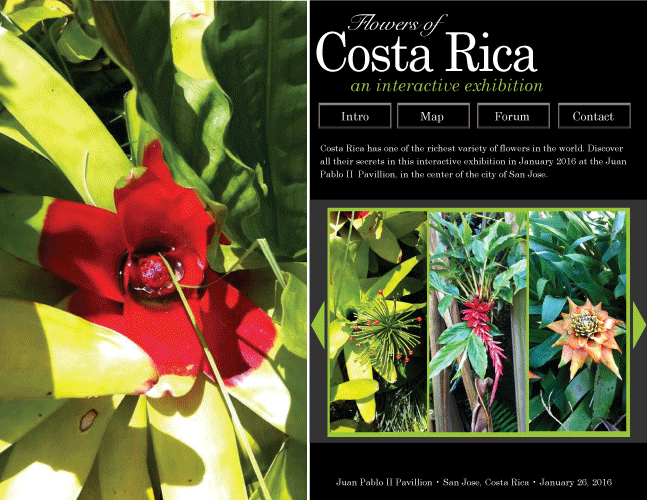 Flowers of
Costa Rica
an interactive exhibition
Intro Map Forum Contact
Costa Rica has one of the richest variety of flowers in the world. Discover
all their secrets in this interactive exhibition in January 2016 at the Juan
Pablo II Pavillion, in the center of the city of San Jose.
Juan Pablo II Pavillion • San Jose, Costa Rica • January 26, 2016